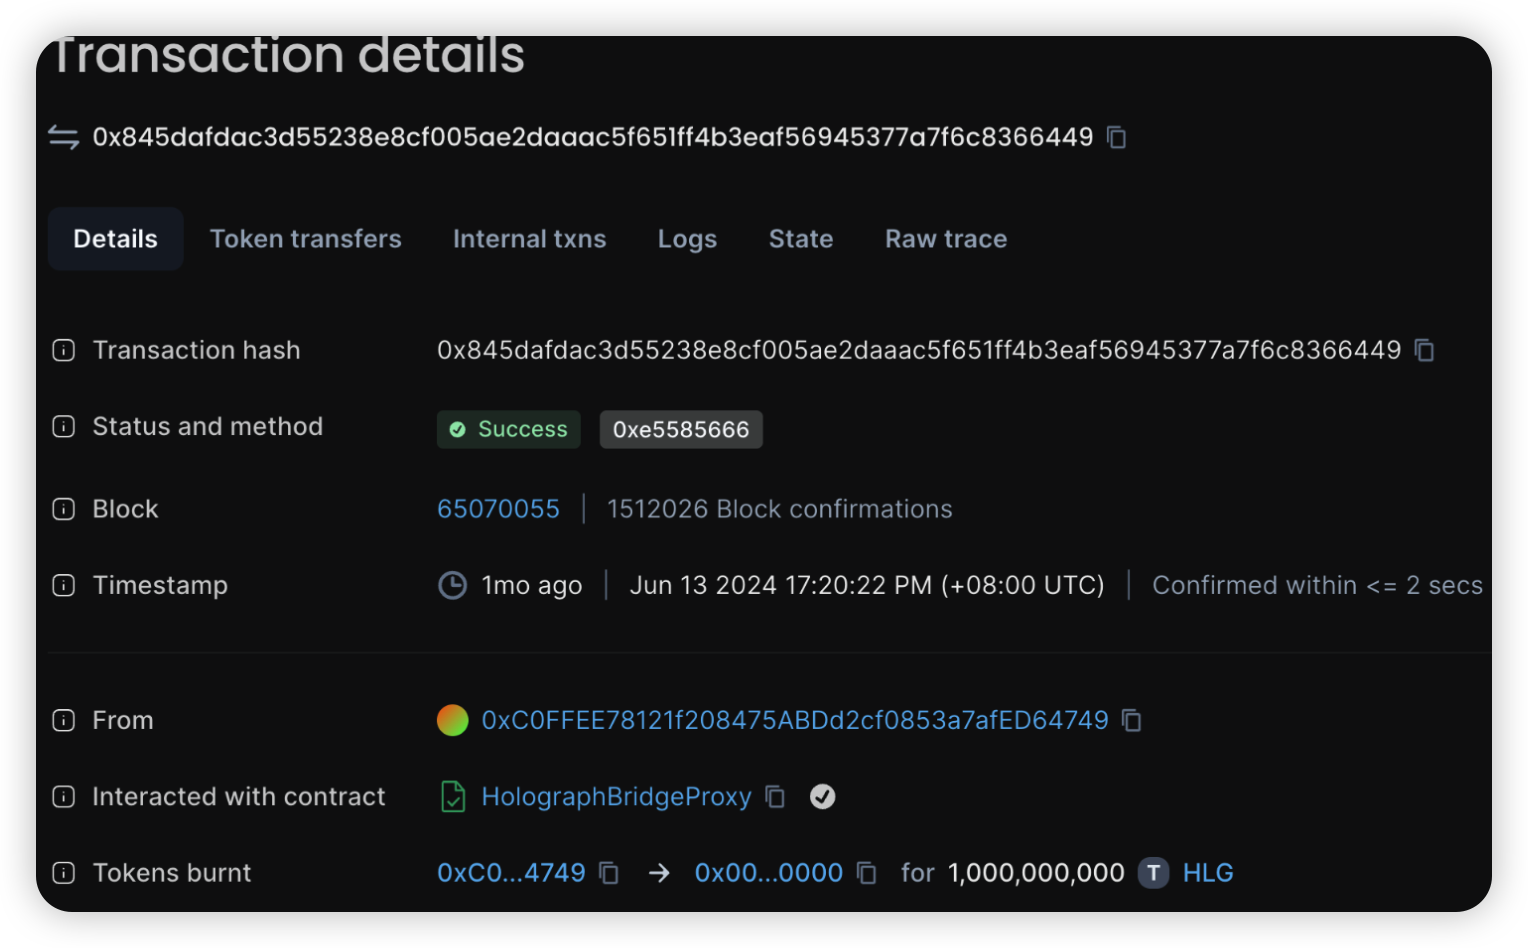 Transaction details
0x845dafdac3d55238e8cf005ae2daaac5f651ff4b3eaf56945377a7f6c8366449
Details Token transfers Internal txns Logs State Raw trace
Transaction hash 0x845dafdac3d55238e8cf005ae2daaac5f651ff4b3eaf56945377a7f6c8366449
Status and method Success 0xe5585666
Block 65070055 | 1512026 Block confirmations
Timestamp 1mo ago | Jun 13 2024 17:20:22 PM (+08:00 UTC) | Confirmed within <= 2 secs
From 0xC0FFEE78121f208475ABDd2cf0853a7afED64749
Interacted with contract HolographBridgeProxy
Tokens burnt 0xC0...4749 → 0x00...0000 for 1,000,000,000 T HLG